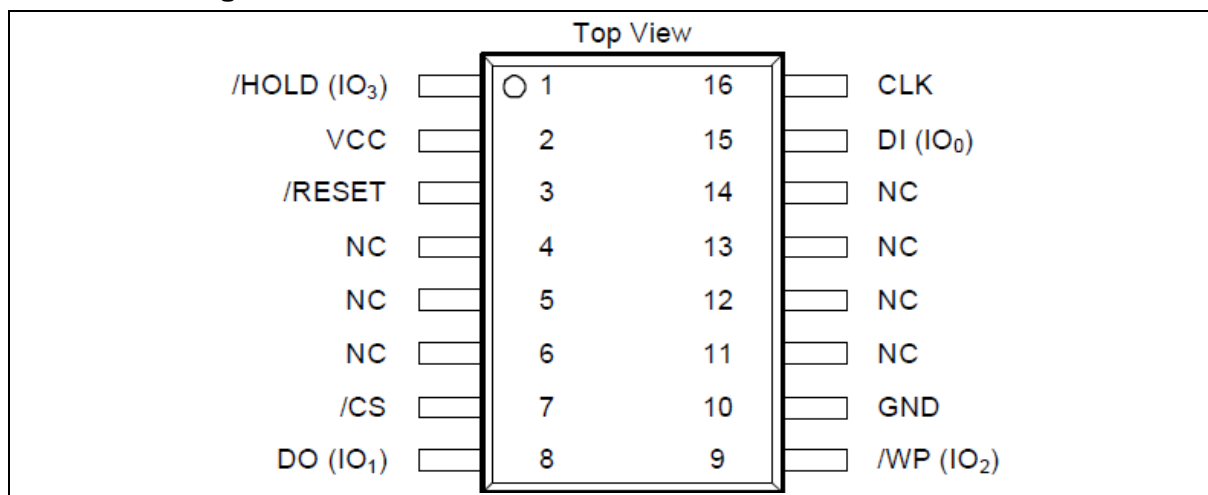 Top View
/HOLD (IO₃) 1 16 CLK
VCC 2 15 DI (IO₀)
/RESET 3 14 NC
NC 4 13 NC
NC 5 12 NC
NC 6 11 NC
/CS 7 10 GND
DO (IO₁) 8 9 /WP (IO₂)